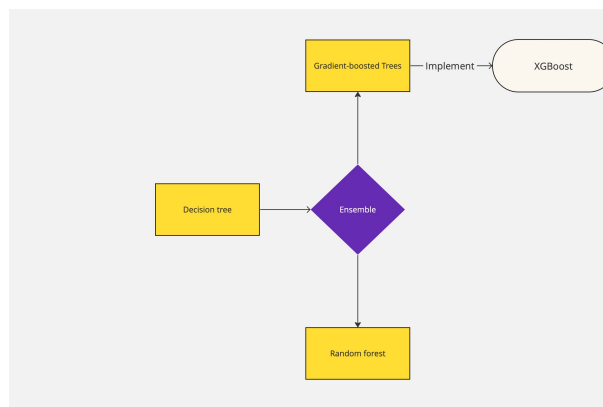 Gradient-boosted Trees
Implement
XGBoost
Decision tree
Ensemble
Random forest